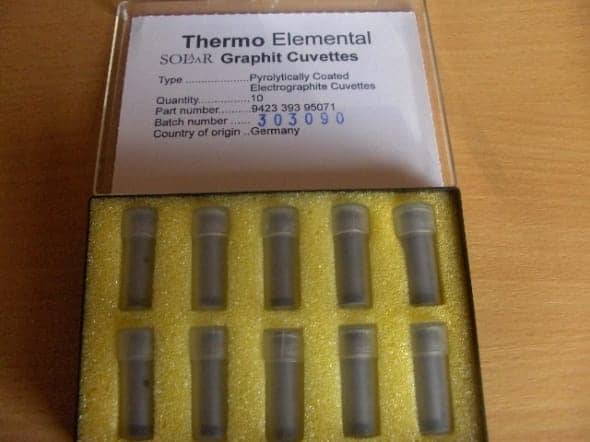 Thermo Elemental
SOLAAR Graphit Cuvettes
Type .....................Pyrolytically Coated
Electrographite Cuvettes
Quantity................10
Part number..........9423 393 95071
Batch number ...... 303090
Country of origin ..Germany